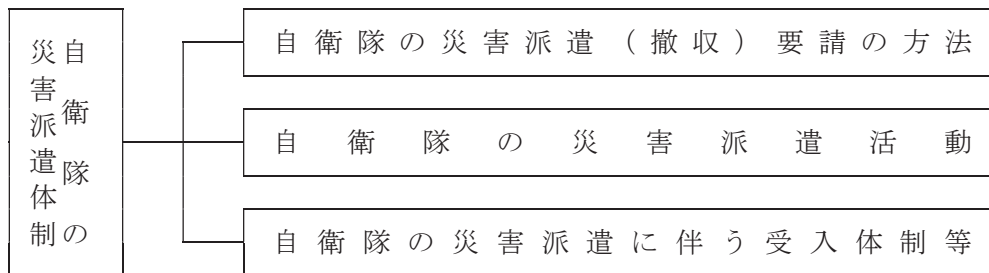 自衛隊の
災害派遣体制
自衛隊の災害派遣(撤収)要請の方法
自衛隊の災害派遣活動
自衛隊の災害派遣に伴う受入体制等